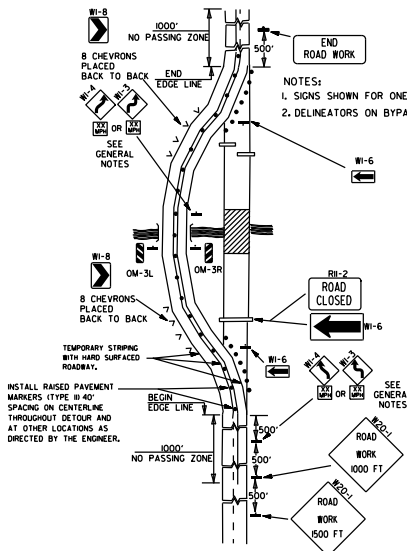 W1-8
1000'
NO PASSING ZONE
500'
END
ROAD WORK
8 CHEVRONS
PLACED
BACK TO BACK
END
EDGE LINE
NOTES:
1. SIGNS SHOWN FOR ONE
2. DELINEATORS ON BYPA
W1-4
W1-3
XX
MPH
OR
XX
MPH
SEE
GENERAL
NOTES
W1-6
W1-8
OM-3L
OM-3R
R11-2
ROAD
CLOSED
W1-6
8 CHEVRONS
PLACED
BACK TO BACK
TEMPORARY STRIPING
WITH HARD SURFACED
ROADWAY.
W1-6
W1-4
W1-3
XX
MPH
OR
XX
MPH
SEE
GENERA
NOTES
INSTALL RAISED PAVEMENT
MARKERS (TYPE II) 40'
SPACING ON CENTERLINE
THROUGHOUT DETOUR AND
AT OTHER LOCATIONS AS
DIRECTED BY THE ENGINEER.
BEGIN
EDGE LINE
1000'
NO PASSING ZONE
500'
500'
500'
W20-1
ROAD
WORK
1000 FT
W20-1
ROAD
WORK
1500 FT